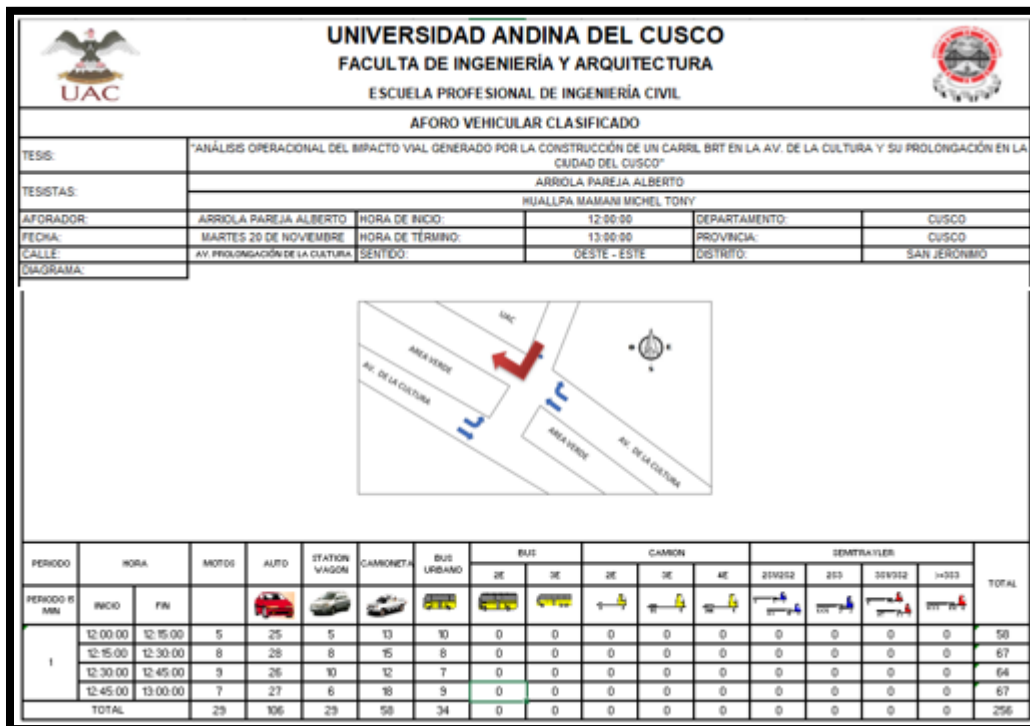 UNIVERSIDAD ANDINA DEL CUSCO
FACULTA DE INGENIERÍA Y ARQUITECTURA
UAC
ESCUELA PROFESIONAL DE INGENIERÍA CIVIL
AFORO VEHICULAR CLASIFICADO
TESIS: "ANÁLISIS OPERACIONAL DEL IMPACTO VIAL GENERADO POR LA CONSTRUCCIÓN DE UN CARRIL BRT EN LA AV. DE LA CULTURA Y SU PROLONGACIÓN EN LA
CIUDAD DEL CUSCO"
TESISTAS: ARRIOLA PAREJA ALBERTO
HUALLPA MAMANI MICHEL TONY
AFORADOR: ARRIOLA PAREJA ALBERTO HORA DE INICIO: 12:00:00 DEPARTAMENTO: CUSCO
FECHA: MARTES 20 DE NOVIEMBRE HORA DE TÉRMINO: 13:00:00 PROVINCIA: CUSCO
CALLE: AV. PROLONGACIÓN DE LA CULTURA SENTIDO: OESTE - ESTE DISTRITO: SAN JERONIMO
DIAGRAMA:
UAC
AREA VERDE
AV. DE LA CULTURA
AREA VERDE
AV. DE LA CULTURA
PERIODO HORA MOTOS AUTO STATION WAGON CAMIONETA BUS URBANO BUS CAMION SEMITRAYLER TOTAL
2E 3E 2E 3E 4E 2S1/2S2 2S3 3S1/3S2 >=3S3
PERIODO 15 MIN INICIO FIN
1 12:00:00 12:15:00 5 25 5 13 10 0 0 0 0 0 0 0 0 0 58
12:15:00 12:30:00 8 28 8 15 8 0 0 0 0 0 0 0 0 0 67
12:30:00 12:45:00 9 26 10 12 7 0 0 0 0 0 0 0 0 0 64
12:45:00 13:00:00 7 27 6 18 9 0 0 0 0 0 0 0 0 0 67
TOTAL 29 106 29 58 34 0 0 0 0 0 0 0 0 0 256